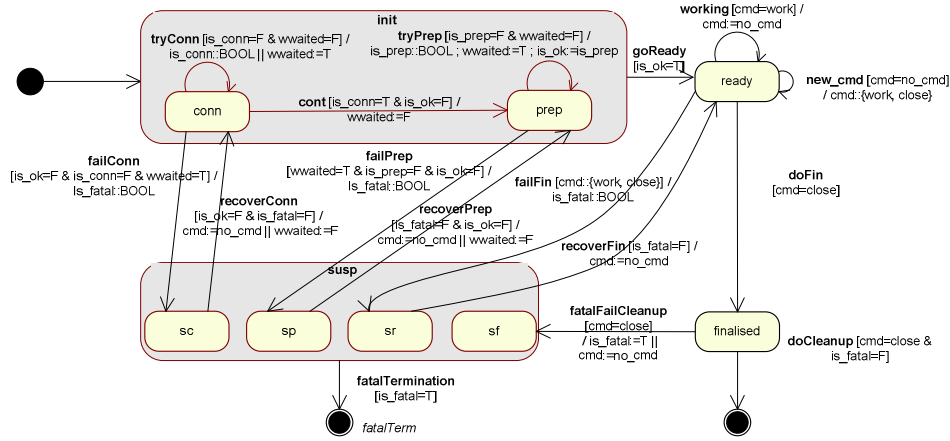 init
working [cmd=work] /
cmd:=no_cmd
tryConn [is_conn=F & wwaited=F] /
is_conn::BOOL || wwaited:=T
tryPrep [is_prep=F & wwaited=F] /
is_prep::BOOL ; wwaited:=T ; is_ok:=is_prep
goReady
[is_ok=T]
ready
new_cmd [cmd=no_cmd]
/ cmd::{work, close}
conn
cont [is_conn=T & is_ok=F] /
wwaited:=F
prep
failConn
[is_ok=F & is_conn=F & wwaited=T] /
Is_fatal::BOOL
failPrep
[wwaited=T & is_prep=F & is_ok=F] /
Is_fatal::BOOL
failFin [cmd::{work, close}] /
is_fatal::BOOL
doFin
[cmd=close]
recoverConn
[is_ok=F & is_fatal=F] /
cmd:=no_cmd || wwaited:=F
recoverPrep
[is_fatal=F & is_ok=F] /
cmd:=no_cmd || wwaited:=F
recoverFin [is_fatal=F] /
cmd:=no_cmd
susp
sc
sp
sr
sf
fatalFailCleanup
[cmd=close]
/ is_fatal:=T ||
cmd:=no_cmd
finalised
doCleanup [cmd=close &
is_fatal=F]
fatalTermination
[is_fatal=T]
fatalTerm